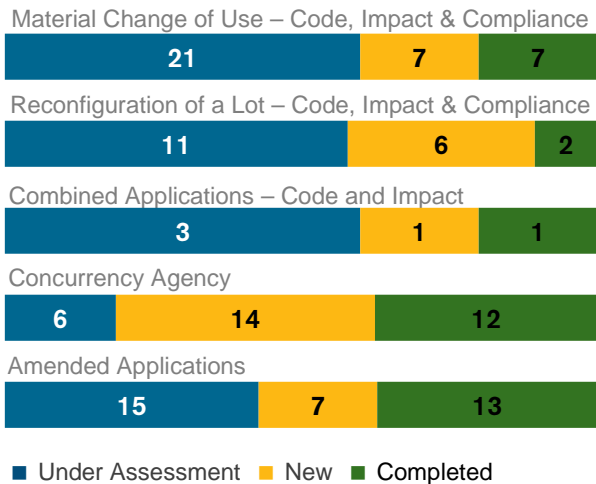 Material Change of Use – Code, Impact & Compliance
21 7 7
Reconfiguration of a Lot – Code, Impact & Compliance
11 6 2
Combined Applications – Code and Impact
3 1 1
Concurrency Agency
6 14 12
Amended Applications
15 7 13
Under Assessment New Completed